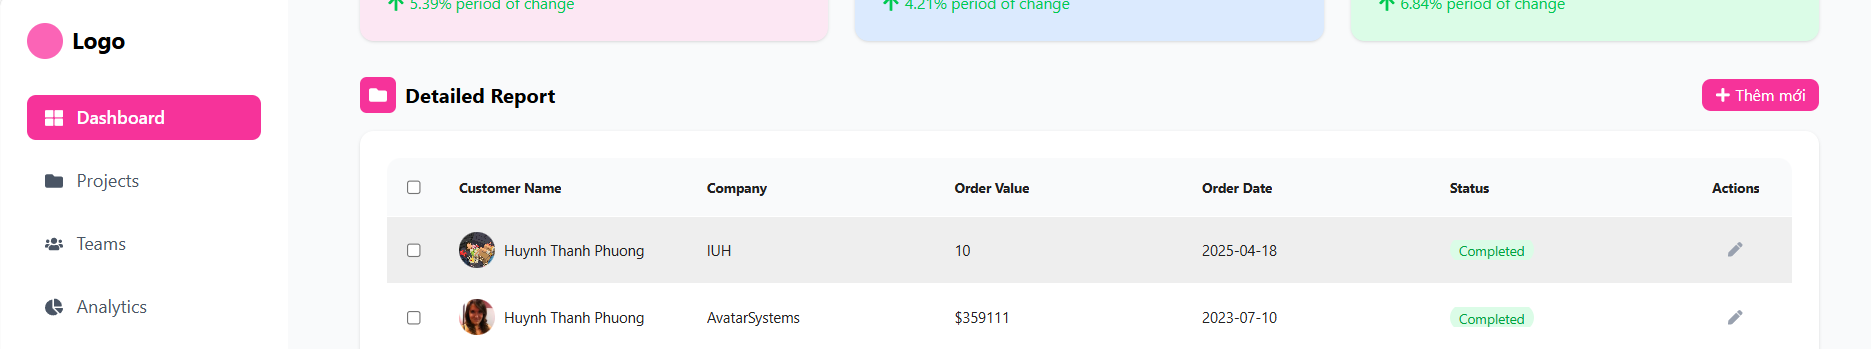 5.39% period of change
4.21% period of change
6.84% period of change
Logo
Dashboard
Projects
Teams
Analytics
Detailed Report
Thêm mới
Customer Name Company Order Value Order Date Status Actions
Huynh Thanh Phuong IUH 10 2025-04-18 Completed
Huynh Thanh Phuong AvatarSystems $359111 2023-07-10 Completed